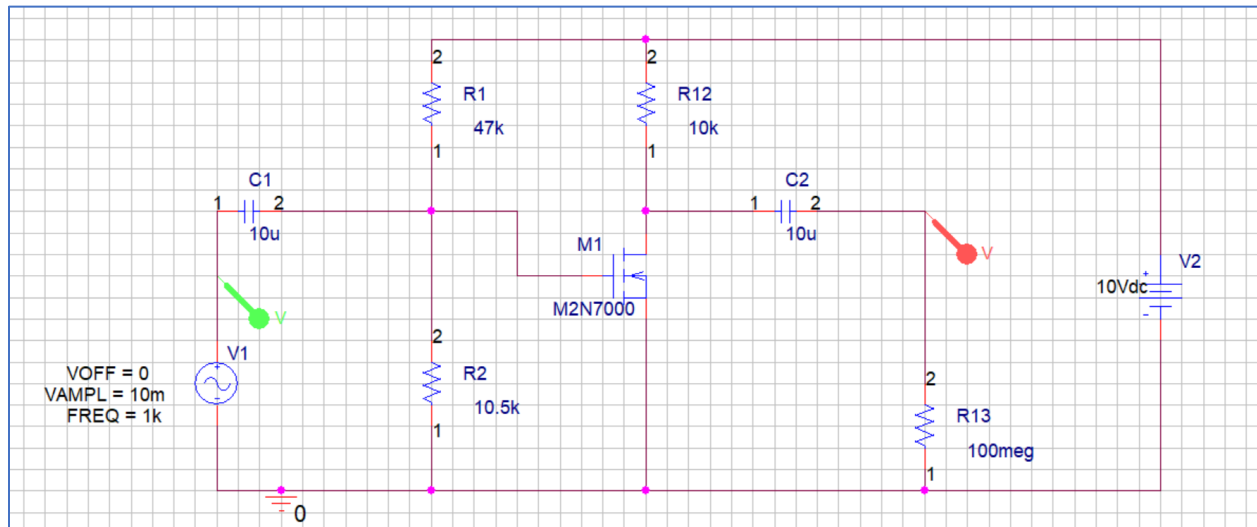 2
R1
47k
1
2
R12
10k
1
1
C1
2
10u
1
C2
2
10u
M1
M2N7000
V
V
V1
VOFF = 0
VAMPL = 10m
FREQ = 1k
+
-
2
R2
10.5k
1
2
R13
100meg
1
V2
10Vdc
+
-
0